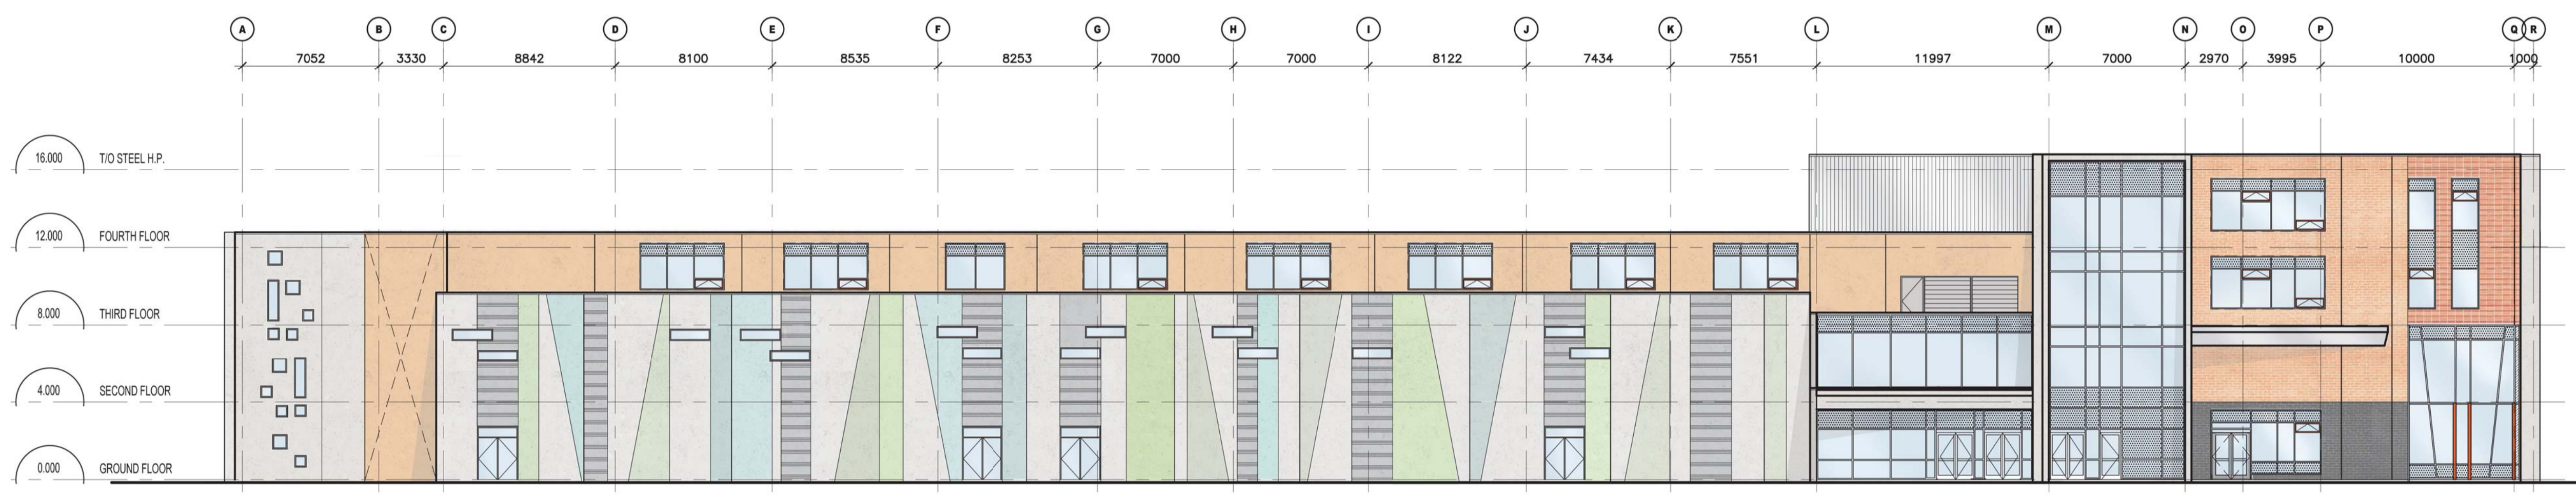 A B C D E F G H I J K L M N O P Q R
7052 3330 8842 8100 8535 8253 7000 7000 8122 7434 7551 11997 7000 2970 3995 10000 1000
16.000 T/O STEEL H.P.
12.000 FOURTH FLOOR
8.000 THIRD FLOOR
4.000 SECOND FLOOR
0.000 GROUND FLOOR